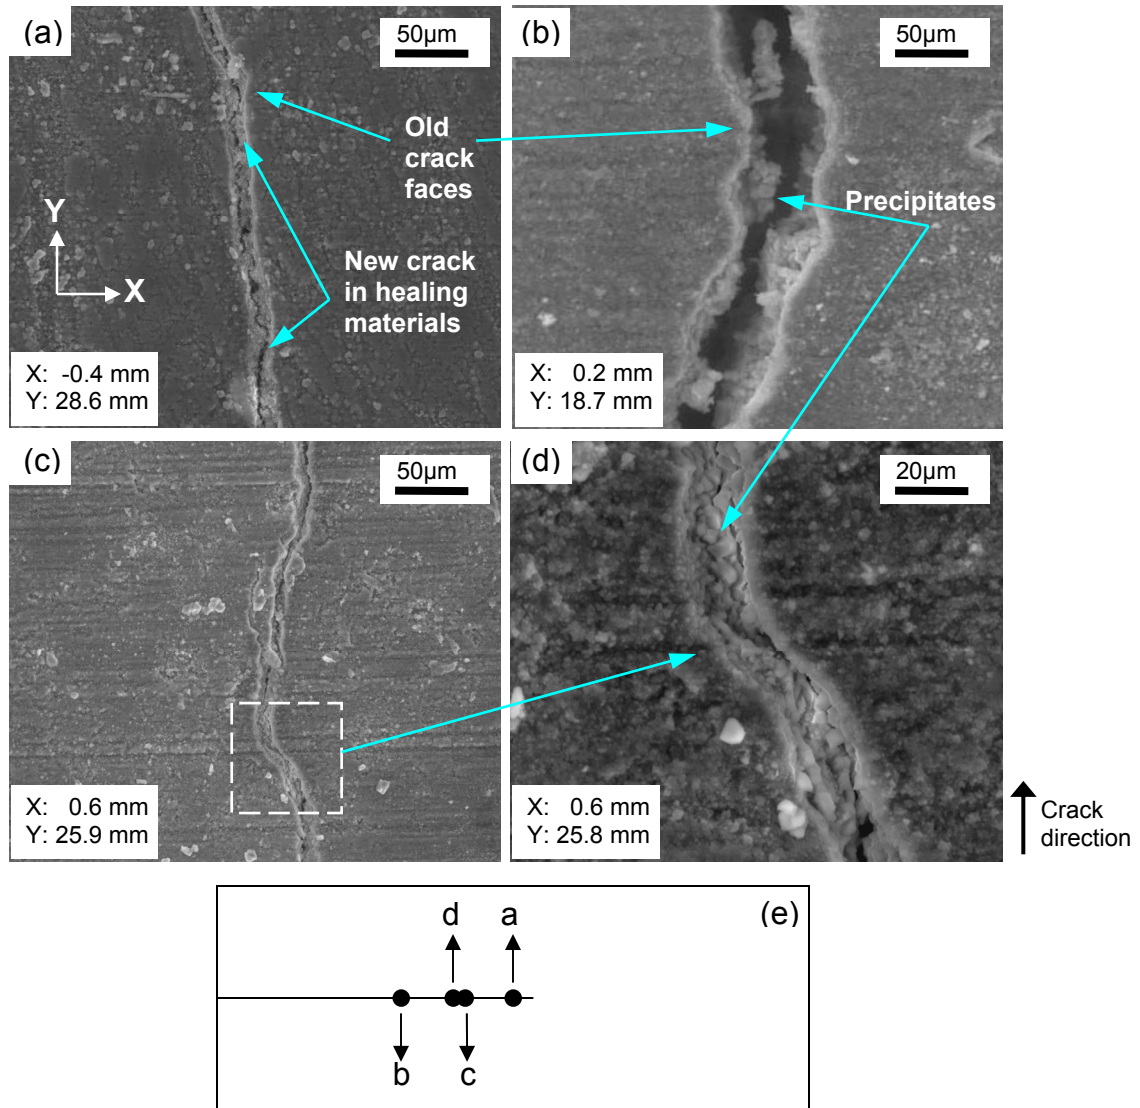 (a)
50µm
(b)
50µm
Old
crack
faces
Precipitates
Y
X
New crack
in healing
materials
X: -0.4 mm
Y: 28.6 mm
X: 0.2 mm
Y: 18.7 mm
(c)
50µm
(d)
20µm
X: 0.6 mm
Y: 25.9 mm
X: 0.6 mm
Y: 25.8 mm
Crack
direction
(e)
d
a
b
c